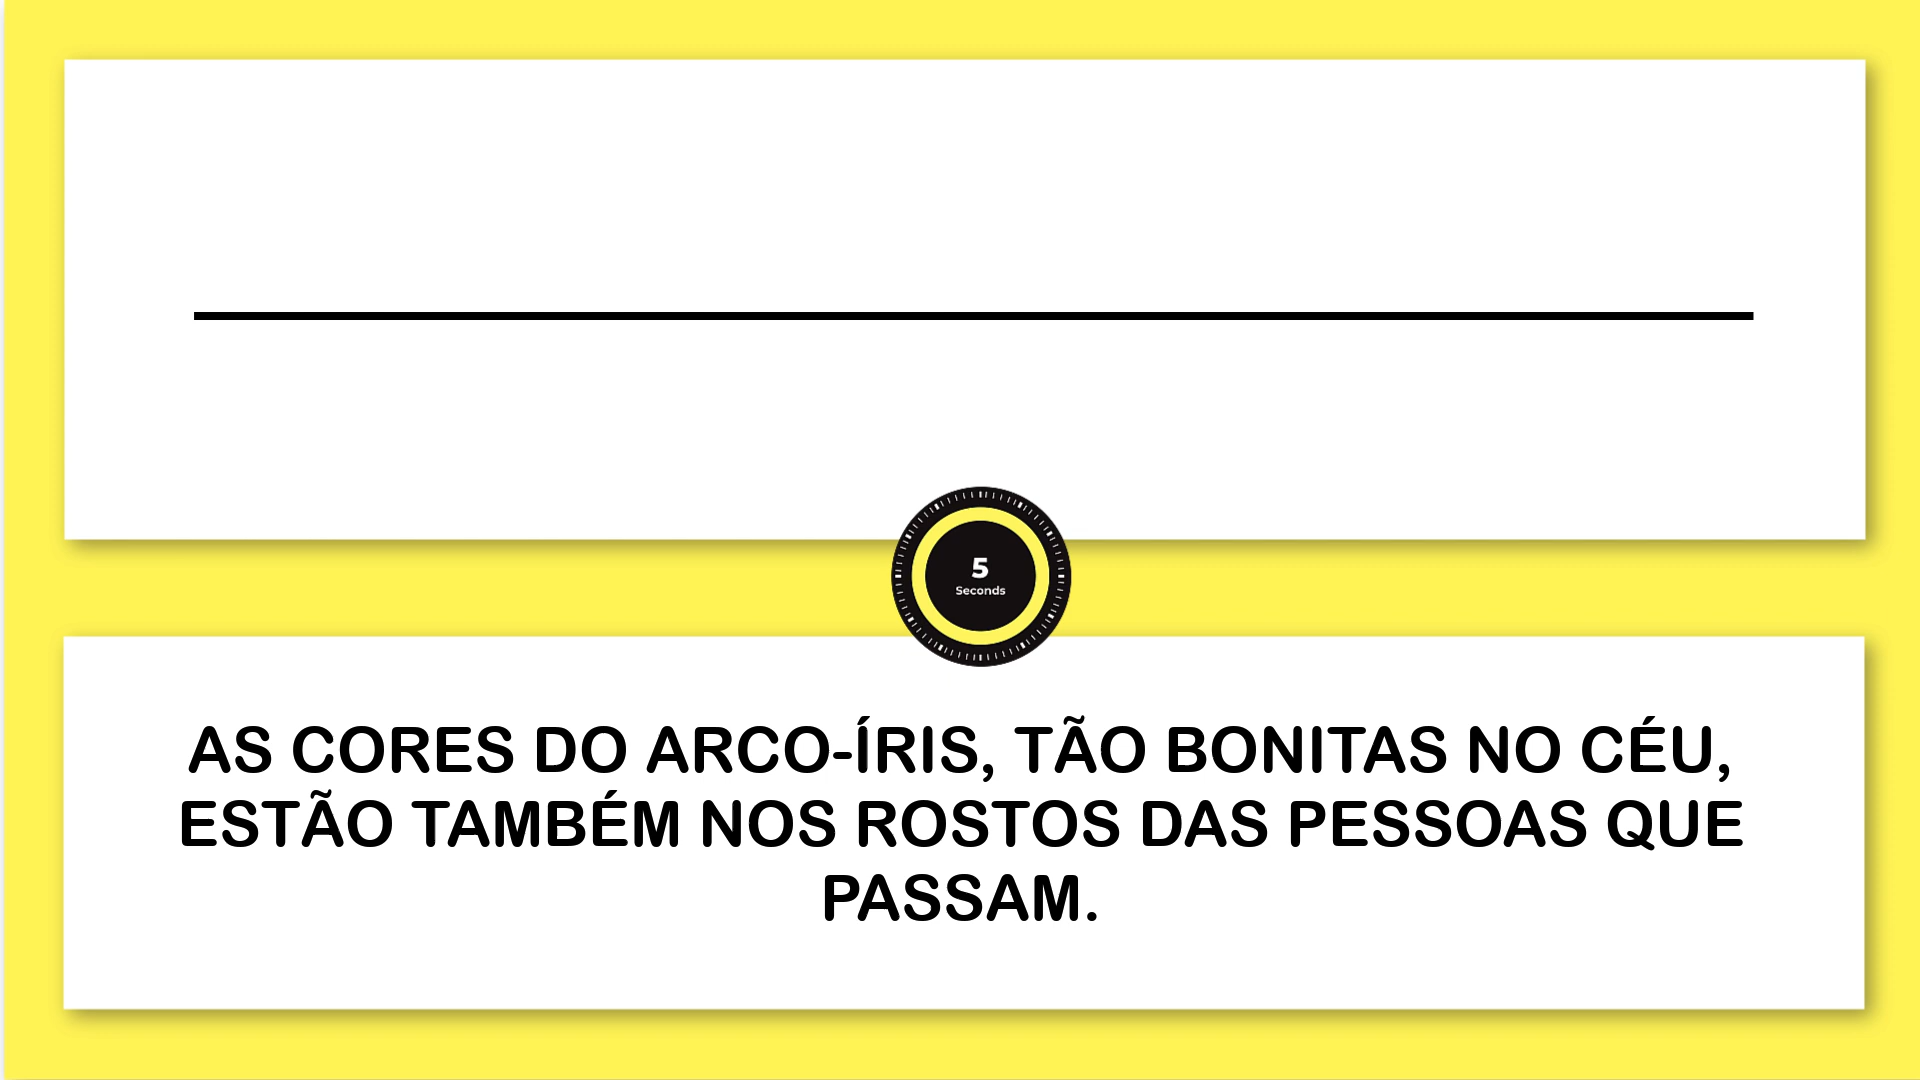 5
Seconds
AS CORES DO ARCO-ÍRIS, TÃO BONITAS NO CÉU,
ESTÃO TAMBÉM NOS ROSTOS DAS PESSOAS QUE
PASSAM.